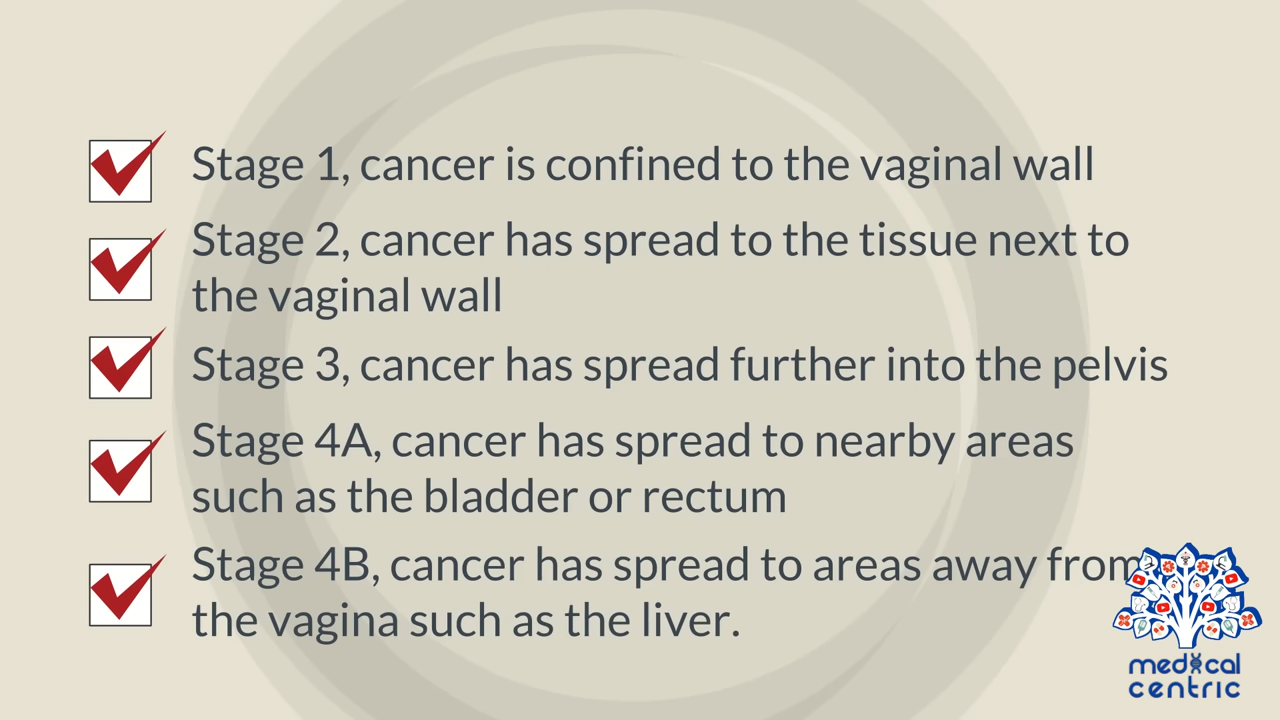 Stage 1, cancer is confined to the vaginal wall
Stage 2, cancer has spread to the tissue next to
the vaginal wall
Stage 3, cancer has spread further into the pelvis
Stage 4A, cancer has spread to nearby areas
such as the bladder or rectum
Stage 4B, cancer has spread to areas away from
the vagina such as the liver.
medical
centric